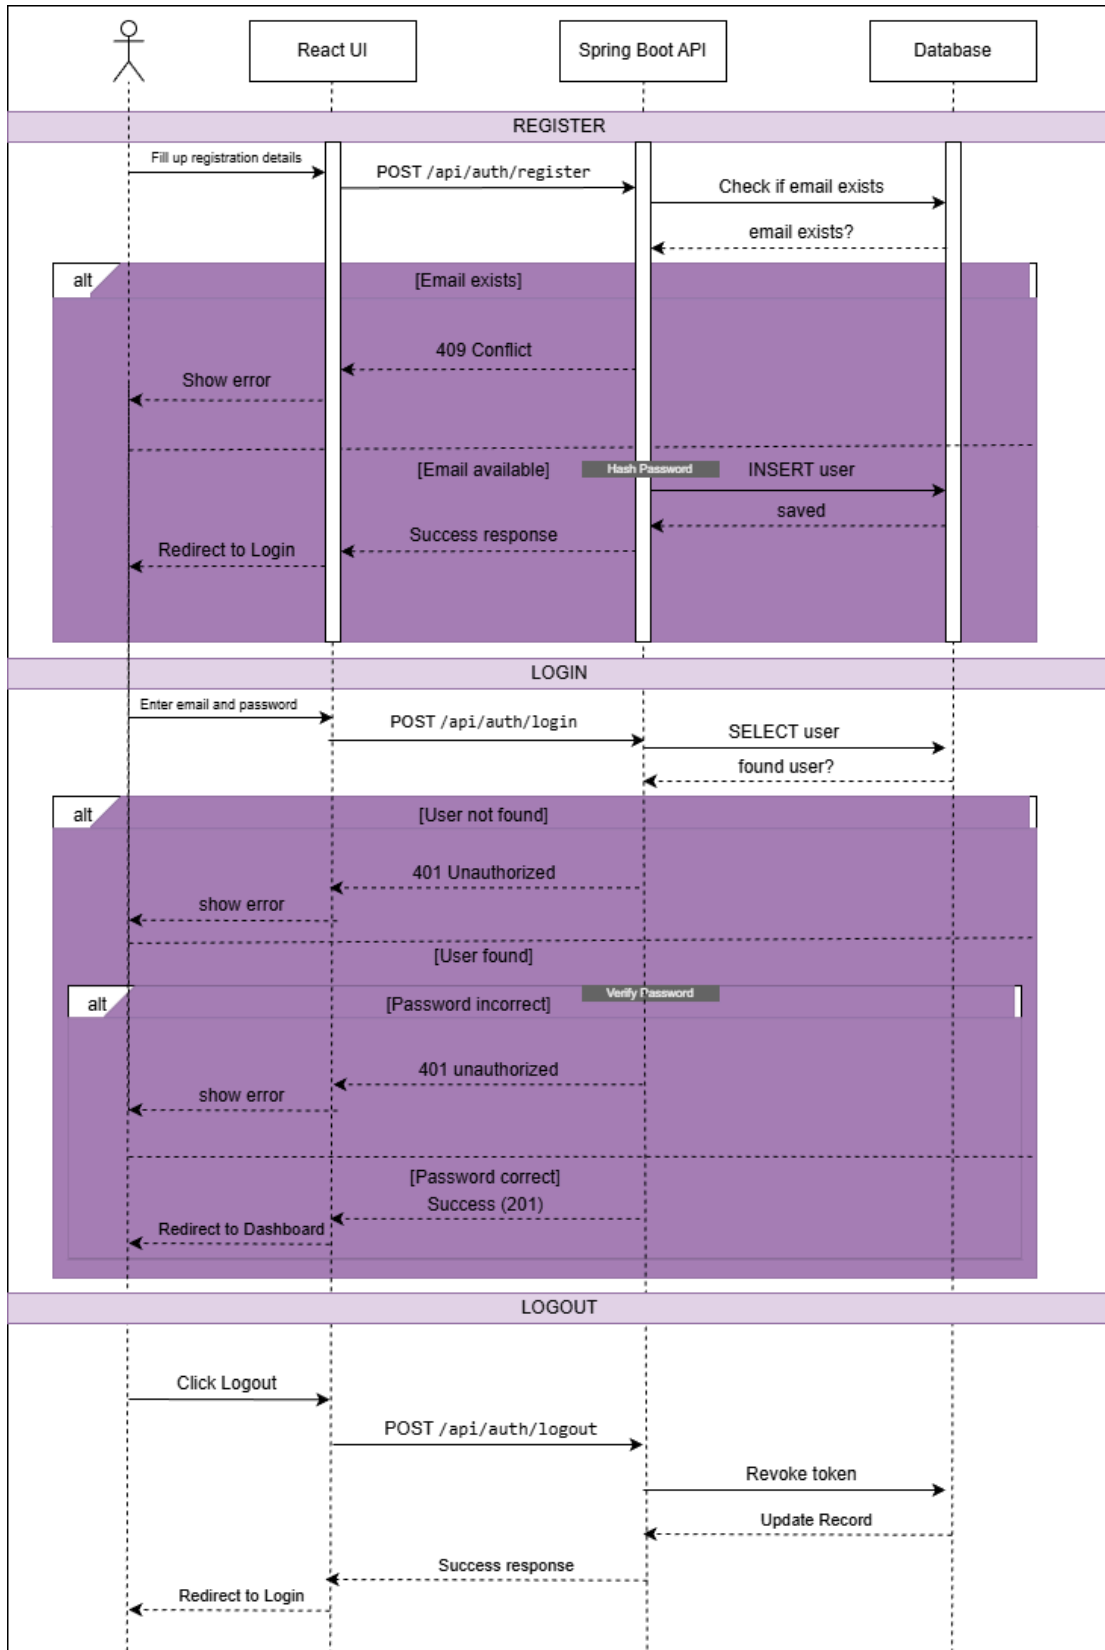 React UI
Spring Boot API
Database
REGISTER
Fill up registration details
POST /api/auth/register
Check if email exists
email exists?
alt
[Email exists]
409 Conflict
Show error
[Email available]
Hash Password
INSERT user
saved
Success response
Redirect to Login
LOGIN
Enter email and password
POST /api/auth/login
SELECT user
found user?
alt
[User not found]
401 Unauthorized
show error
[User found]
alt
[Password incorrect]
Verify Password
401 unauthorized
show error
[Password correct]
Success (201)
Redirect to Dashboard
LOGOUT
Click Logout
POST /api/auth/logout
Revoke token
Update Record
Success response
Redirect to Login